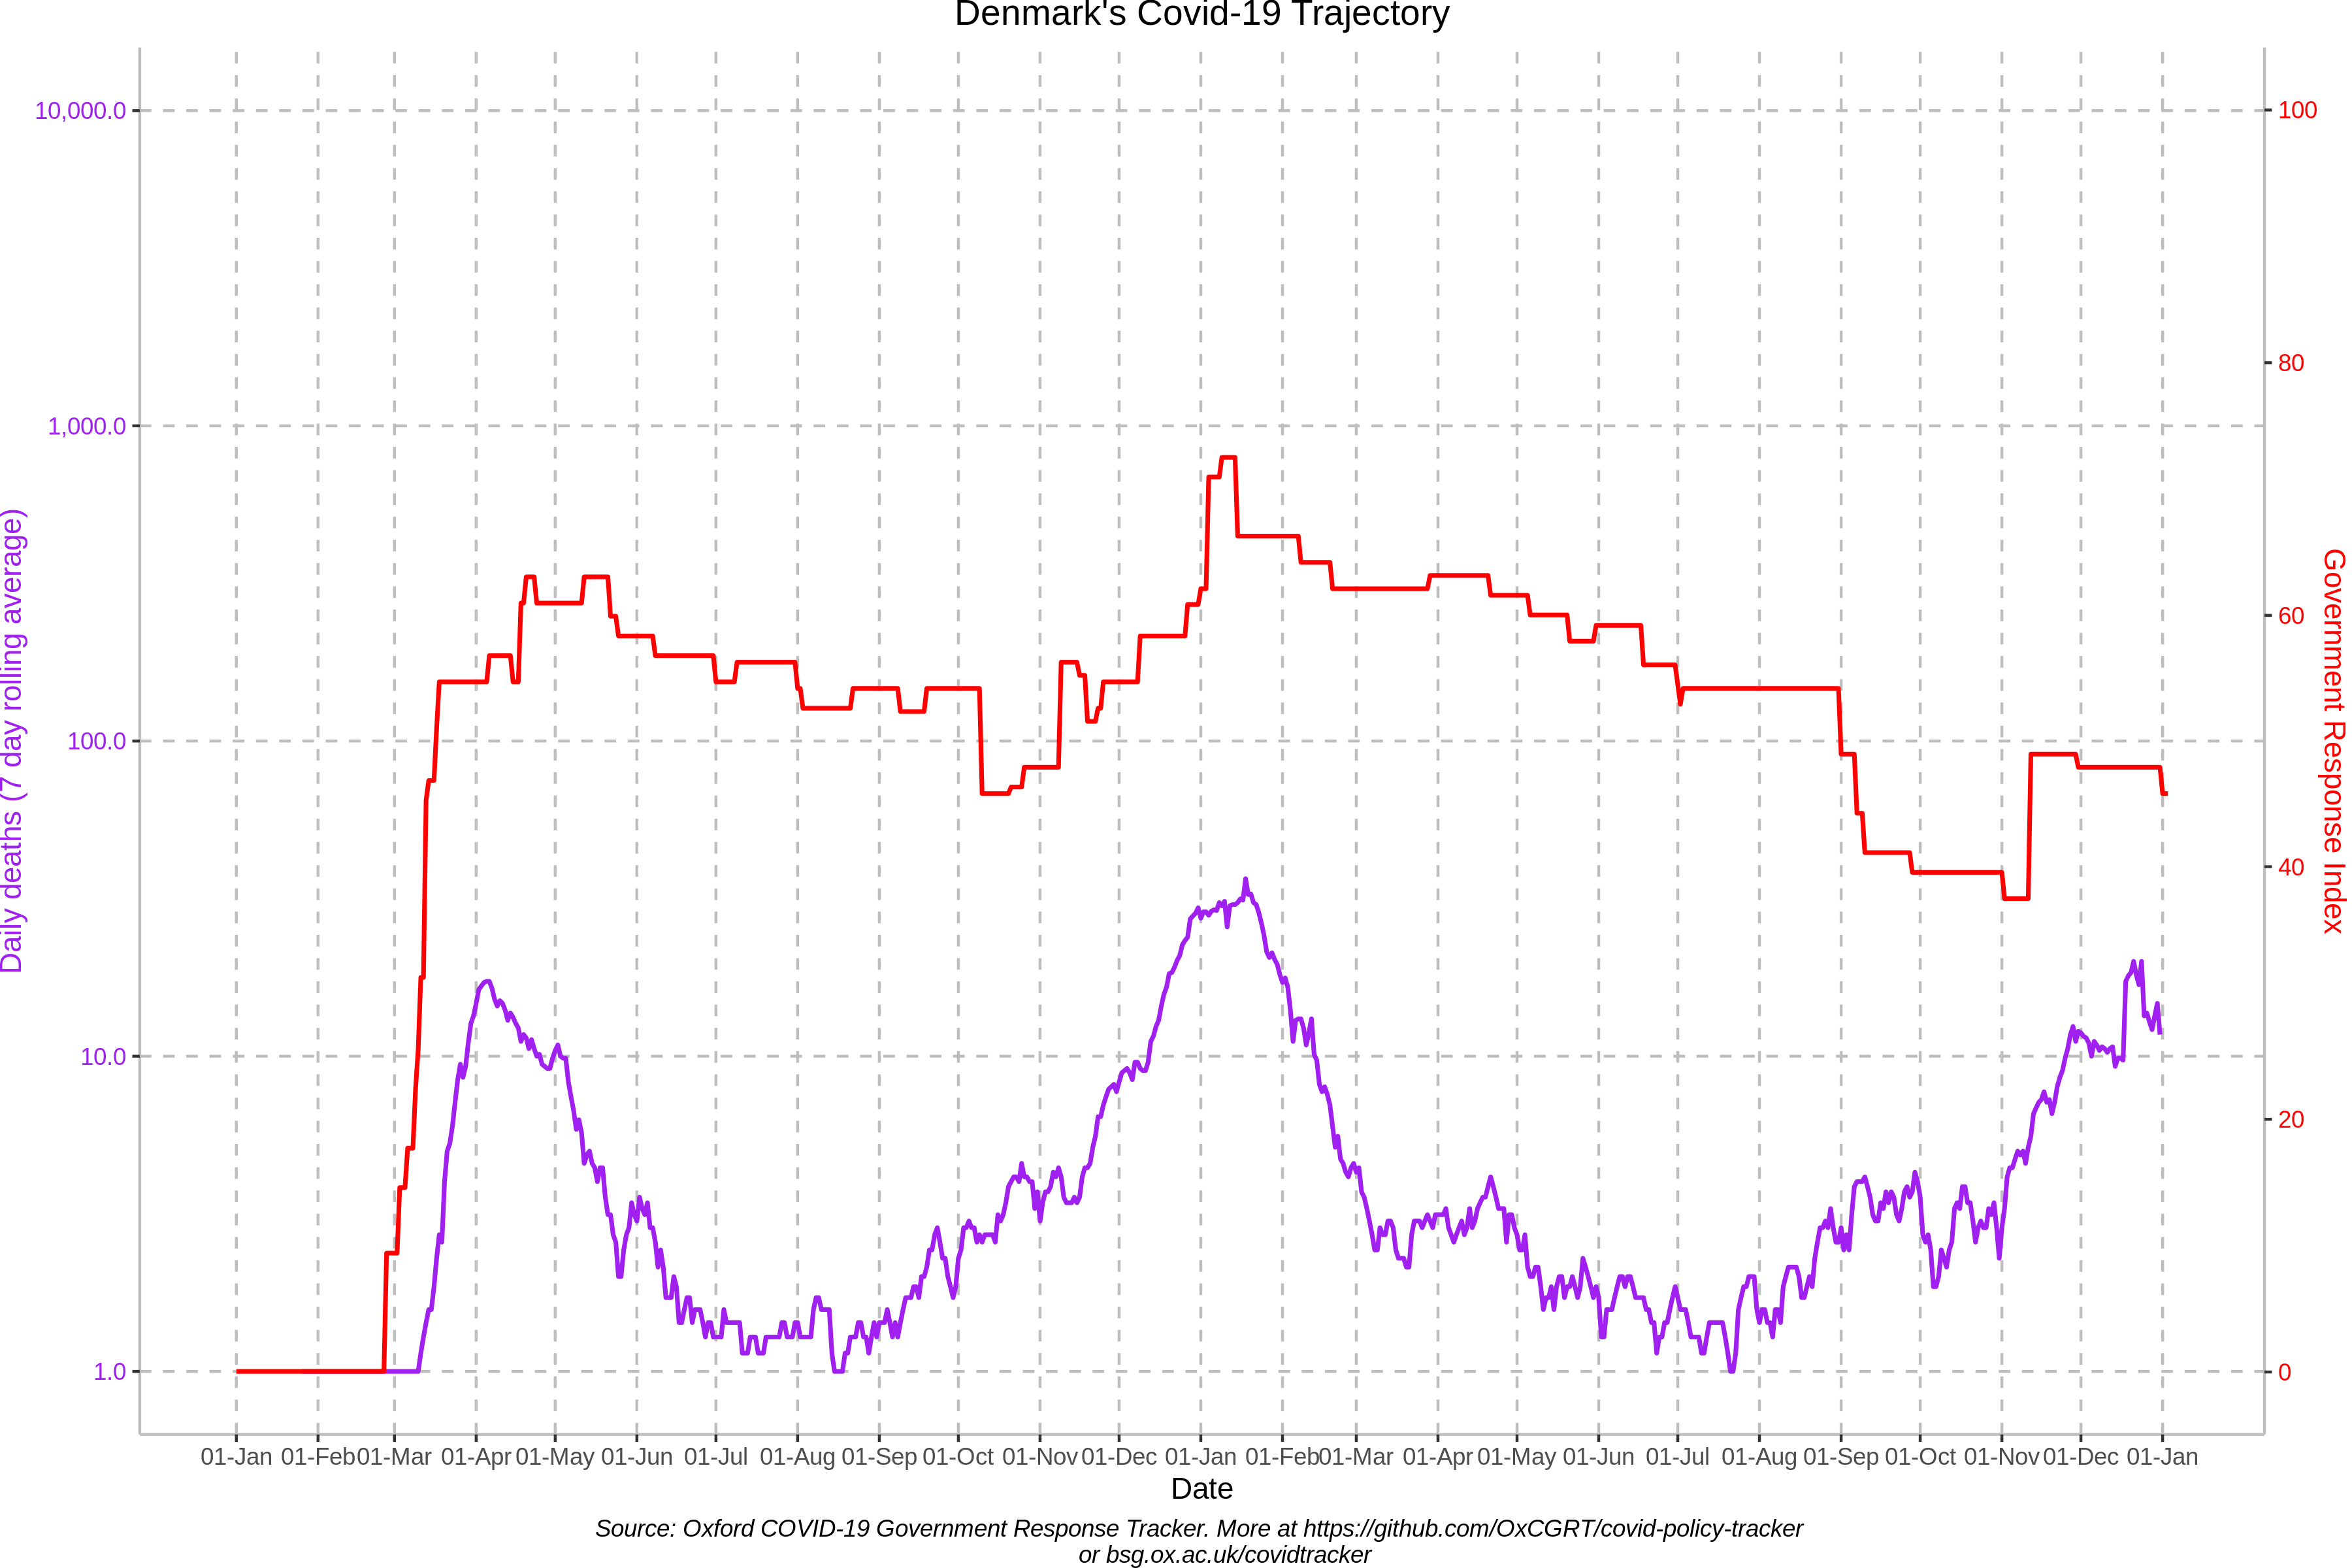 Denmark's Covid-19 Trajectory
Daily deaths (7 day rolling average)
10,000.0
1,000.0
100.0
10.0
1.0
100
80
60
40
20
0
Government Response Index
01-Jan 01-Feb 01-Mar 01-Apr 01-May 01-Jun 01-Jul 01-Aug 01-Sep 01-Oct 01-Nov 01-Dec 01-Jan 01-Feb 01-Mar 01-Apr 01-May 01-Jun 01-Jul 01-Aug 01-Sep 01-Oct 01-Nov 01-Dec 01-Jan
Date
Source: Oxford COVID-19 Government Response Tracker. More at https://github.com/OxCGRT/covid-policy-tracker
or bsg.ox.ac.uk/covidtracker